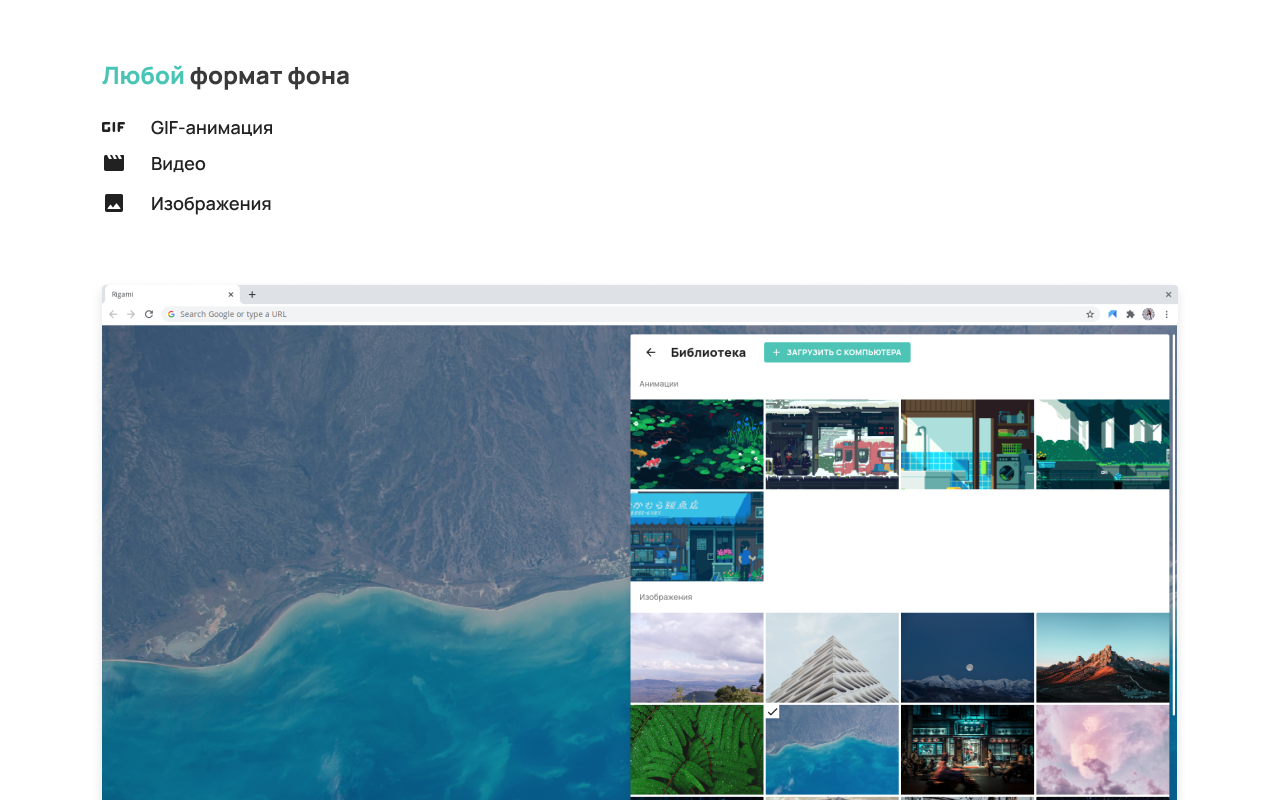 Любой формат фона
GIF GIF-анимация
Видео
Изображения
Rigami
Search Google or type a URL
Библиотека
ЗАГРУЗИТЬ С КОМПЬЮТЕРА
Анимации
Изображения